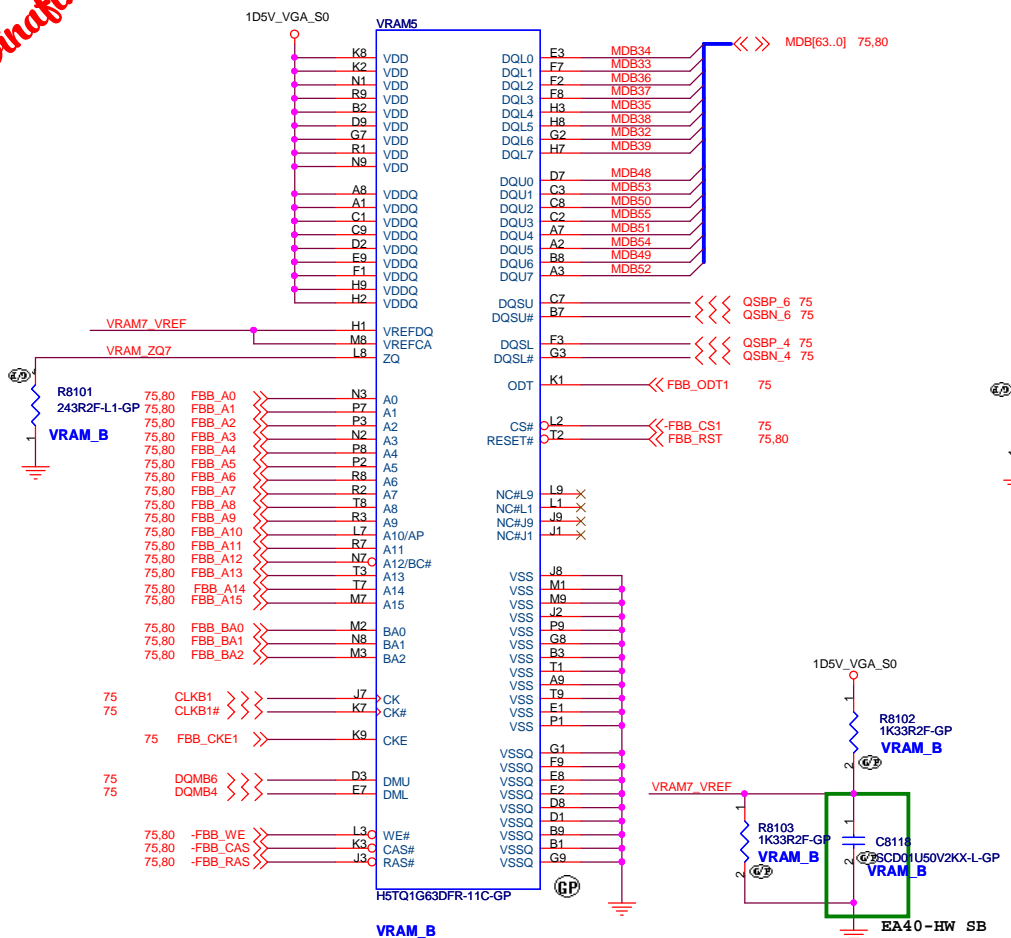 1D5V_VGA_S0
VRAM5
K8 VDD DQL0 E3 MDB34 MDB[63..0] 75,80
K2 VDD DQL1 F7 MDB33
N1 VDD DQL2 F2 MDB36
R9 VDD DQL3 F8 MDB37
B2 VDD DQL4 H3 MDB35
D9 VDD DQL5 H8 MDB38
G7 VDD DQL6 G2 MDB32
R1 VDD DQL7 H7 MDB39
N9 VDD
DQU0 D7 MDB48
A8 VDDQ DQU1 C3 MDB53
A1 VDDQ DQU2 C8 MDB50
C1 VDDQ DQU3 C2 MDB55
C9 VDDQ DQU4 A7 MDB51
D2 VDDQ DQU5 A2 MDB54
E9 VDDQ DQU6 B8 MDB49
F1 VDDQ DQU7 A3 MDB52
H9 VDDQ
H2 VDDQ DQSU C7 QSBP_6 75
DQSU# B7 QSBN_6 75
VRAM7_VREF H1 VREFDQ
M8 VREFCA DQSL F3 QSBP_4 75
VRAM_ZQ7 L8 ZQ DQSL# G3 QSBN_4 75
ODT K1 FBB_ODT1 75
R8101
243R2F-L1-GP
VRAM_B
1
75,80 FBB_A0 N3 A0
75,80 FBB_A1 P7 A1
75,80 FBB_A2 P3 A2 CS# L2 -FBB_CS1 75
75,80 FBB_A3 N2 A3 RESET# T2 FBB_RST 75,80
75,80 FBB_A4 P8 A4
75,80 FBB_A5 P2 A5
75,80 FBB_A6 R8 A6
75,80 FBB_A7 R2 A7 NC#L9 L9
75,80 FBB_A8 T8 A8 NC#L1 L1
75,80 FBB_A9 R3 A9 NC#J9 J9
75,80 FBB_A10 L7 A10/AP NC#J1 J1
75,80 FBB_A11 R7 A11
75,80 FBB_A12 N7 A12/BC#
75,80 FBB_A13 T3 A13 VSS J8
75,80 FBB_A14 T7 A14 VSS M1
75,80 FBB_A15 M7 A15 VSS M9
VSS J2
75,80 FBB_BA0 M2 BA0 VSS P9
75,80 FBB_BA1 N8 BA1 VSS G8
75,80 FBB_BA2 M3 BA2 VSS B3
VSS T1
VSS A9
75 CLKB1 J7 CK VSS T9
75 CLKB1# K7 CK# VSS E1
VSS P1
75 FBB_CKE1 K9 CKE
VSSQ G1
VSSQ F9
75 DQMB6 D3 DMU VSSQ E8
75 DQMB4 E7 DML VSSQ E2
VSSQ D8
VSSQ D1
75,80 -FBB_WE L3 WE# VSSQ B9
75,80 -FBB_CAS K3 CAS# VSSQ B1
75,80 -FBB_RAS J3 RAS# VSSQ G9
H5TQ1G63DFR-11C-GP
GP
VRAM_B
1D5V_VGA_S0
1
R8102
1K33R2F-GP
VRAM_B
2 G/P
VRAM7_VREF
1
R8103
1K33R2F-GP
VRAM_B
2 G/P
1
C8118
SCD01U50V2KX-L-GP
2 G/P
VRAM_B
EA40-HW SB